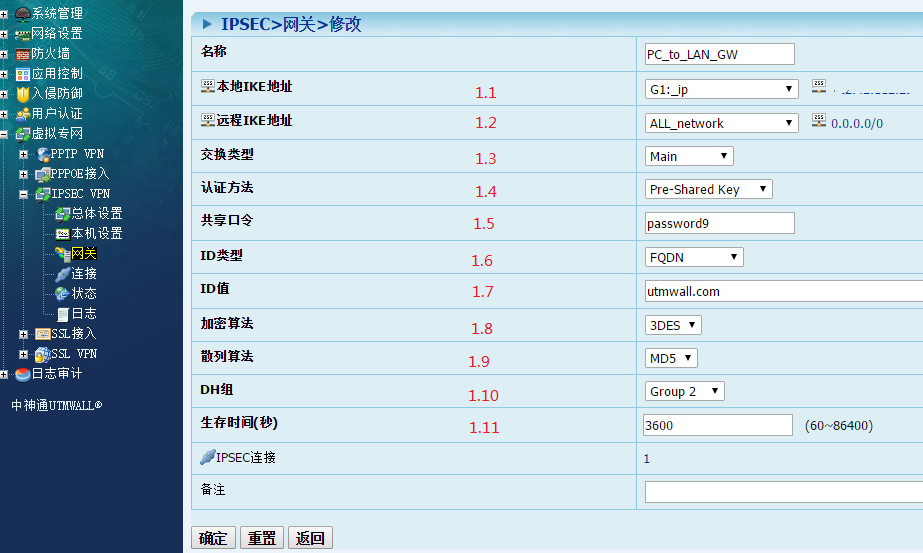 系统管理
网络设置
防火墙
应用控制
入侵防御
用户认证
虚拟专网
PPTP VPN
PPPOE接入
IPSEC VPN
总体设置
本机设置
网关
连接
状态
日志
SSL接入
SSL VPN
日志审计
中神通UTMWALL®
IPSEC>网关>修改
名称 PC_to_LAN_GW
本地IKE地址 1.1 G1:_ip
远程IKE地址 1.2 ALL_network 0.0.0.0/0
交换类型 1.3 Main
认证方法 1.4 Pre-Shared Key
共享口令 1.5 password9
ID类型 1.6 FQDN
ID值 1.7 utmwall.com
加密算法 1.8 3DES
散列算法 1.9 MD5
DH组 1.10 Group 2
生存时间(秒) 1.11 3600 (60~86400)
IPSEC连接 1
备注
确定 重置 返回